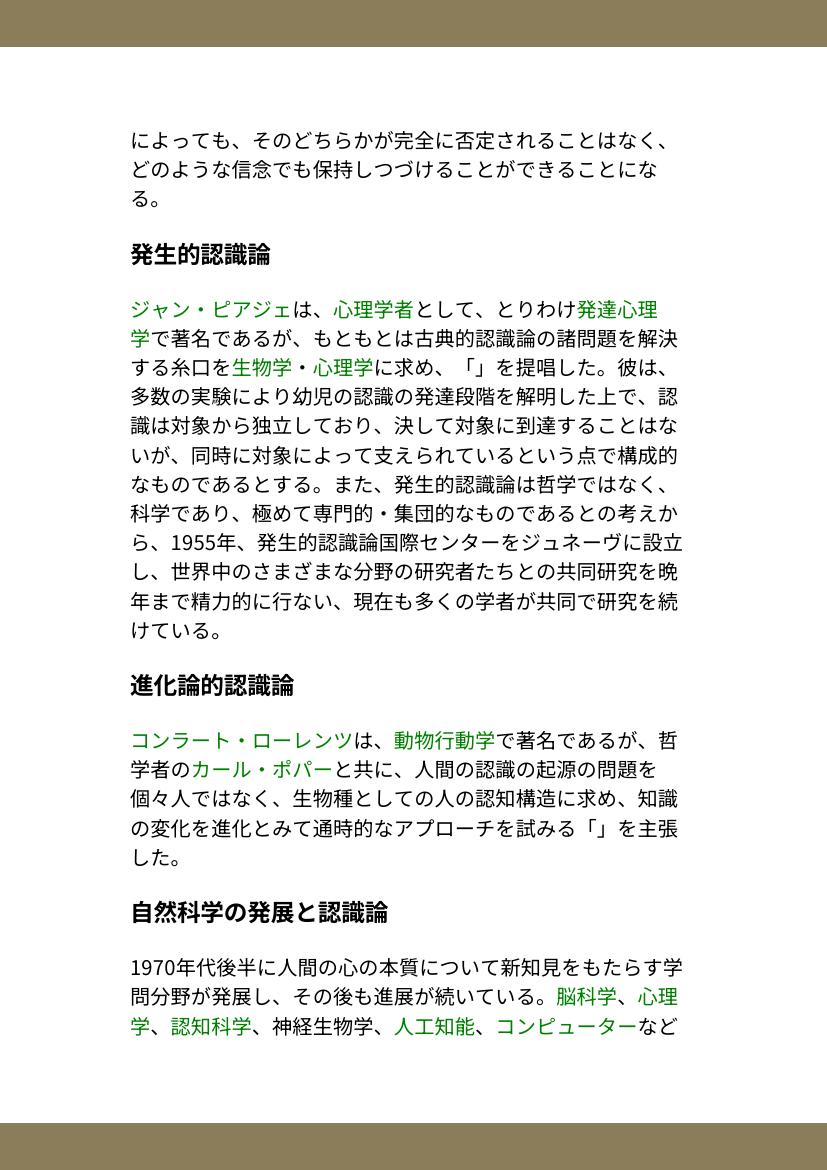 によっても、そのどちらかが完全に否定されることはなく、
どのような信念でも保持しつづけることができることにな
る。
発生的認識論
ジャン・ピアジェは、心理学者として、とりわけ発達心理
学で著名であるが、もともとは古典的認識論の諸問題を解決
する糸口を生物学・心理学に求め、「」を提唱した。彼は、
多数の実験により幼児の認識の発達段階を解明した上で、認
識は対象から独立しており、決して対象に到達することはな
いが、同時に対象によって支えられているという点で構成的
なものであるとする。また、発生的認識論は哲学ではなく、
科学であり、極めて専門的・集団的なものであるとの考えか
ら、1955年、発生的認識論国際センターをジュネーヴに設立
し、世界中のさまざまな分野の研究者たちとの共同研究を晩
年まで精力的に行ない、現在も多くの学者が共同で研究を続
けている。
進化論的認識論
コンラート・ローレンツは、動物行動学で著名であるが、哲
学者のカール・ポパーと共に、人間の認識の起源の問題を
個々人ではなく、生物種としての人の認知構造に求め、知識
の変化を進化とみて通時的なアプローチを試みる「」を主張
した。
自然科学の発展と認識論
1970年代後半に人間の心の本質について新知見をもたらす学
問分野が発展し、その後も進展が続いている。脳科学、心理
学、認知科学、神経生物学、人工知能、コンピューターなど